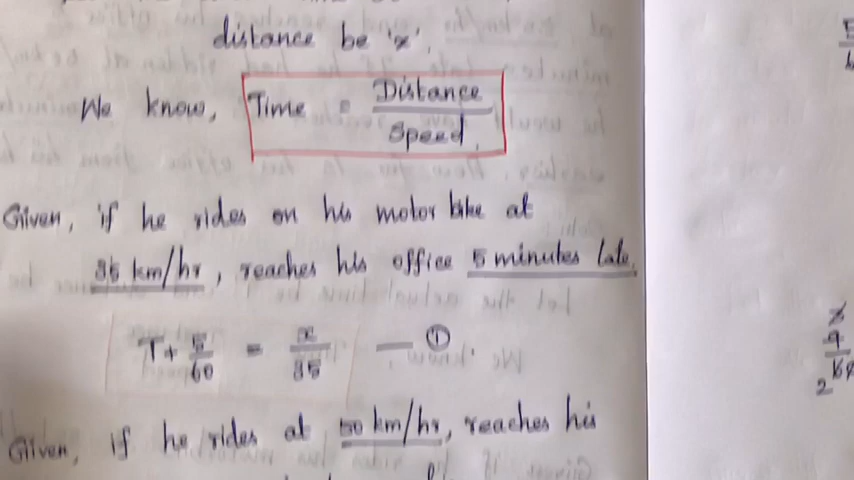 distance be 'x'.
We know, Time = Distance / Speed.
Given, if he rides on his motor bike at
35 km/hr, reaches his office 5 minutes late.
T + 5/60 = x/35 — ①
Given, if he rides at 50 km/hr, reaches his